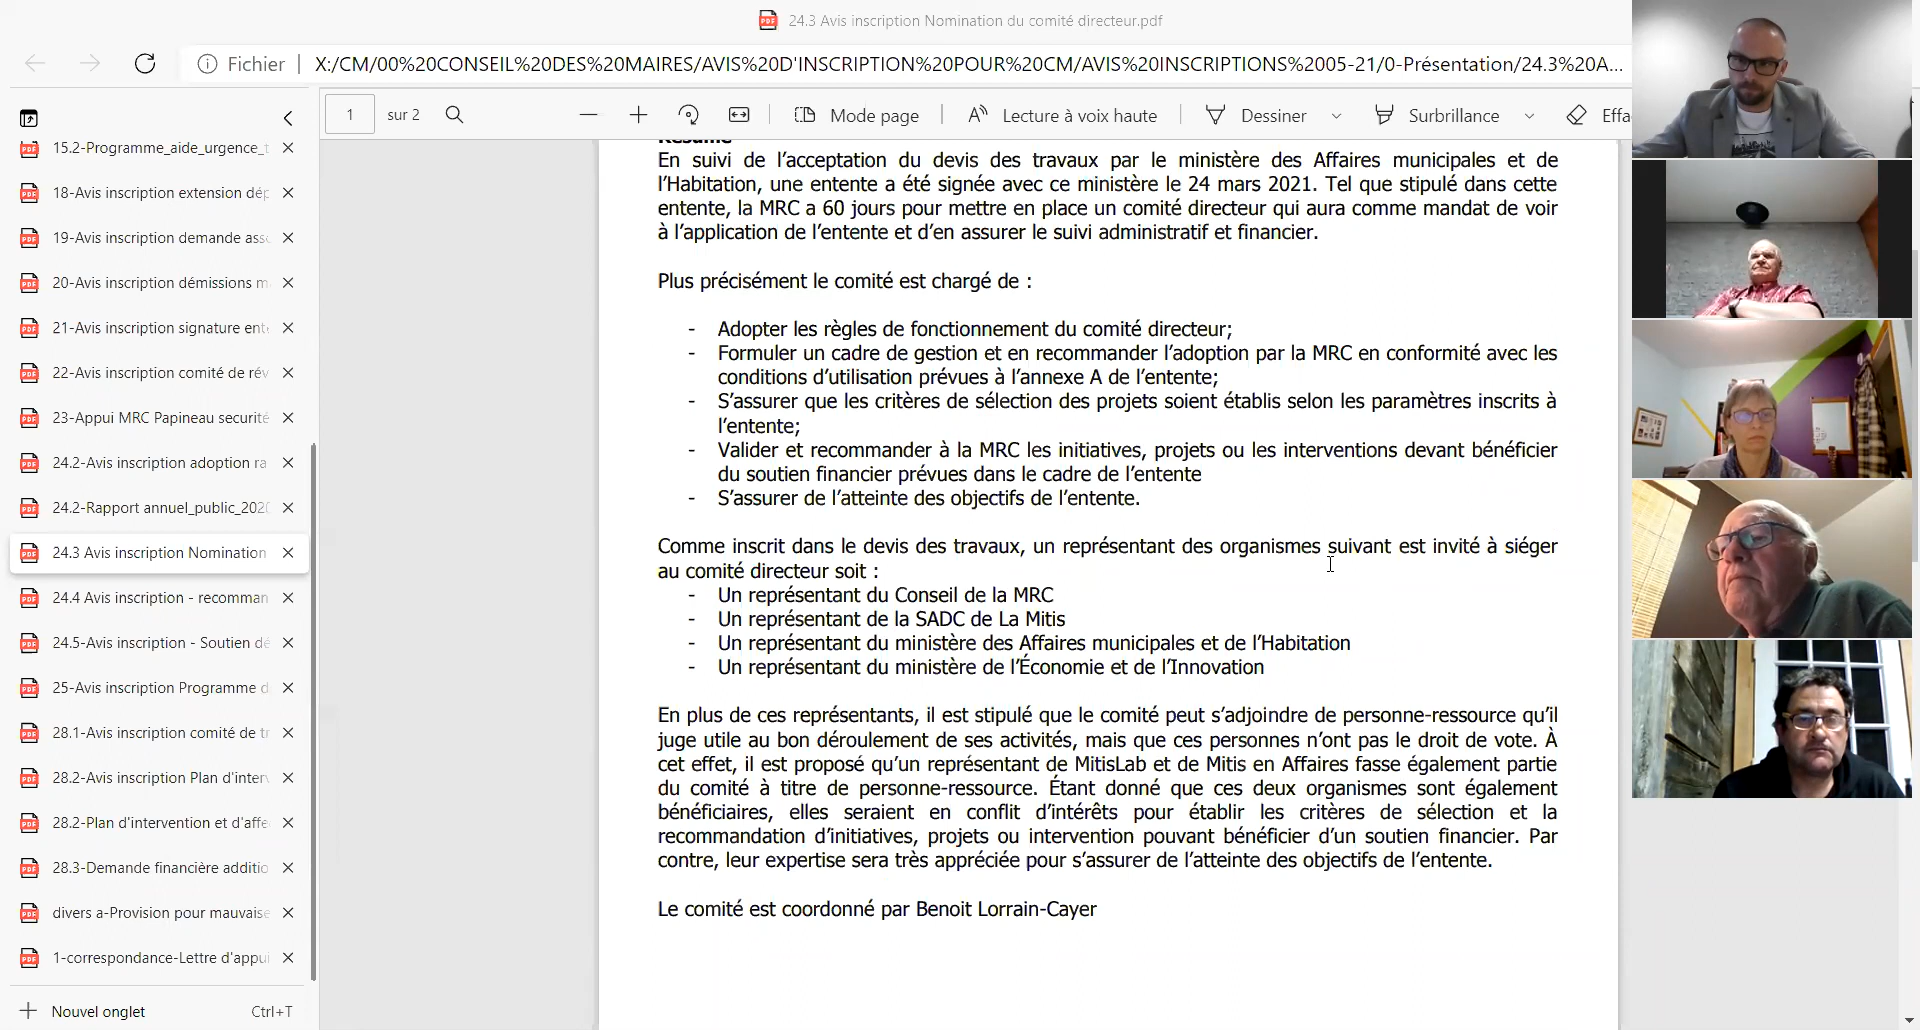 24.3 Avis inscription Nomination du comité directeur.pdf
Fichier
X:/CM/00%20CONSEIL%20DES%20MAIRES/AVIS%20D'INSCRIPTION%20POUR%20CM/AVIS%20INSCRIPTIONS%2005-21/0-Présentation/24.3%20A...
1 sur 2
Mode page
Lecture à voix haute
Dessiner
Surbrillance
Effa
15.2-Programme_aide_urgence_t
18-Avis inscription extension dép
19-Avis inscription demande asso
20-Avis inscription démissions m
21-Avis inscription signature ente
22-Avis inscription comité de rév
23-Appui MRC Papineau securité
24.2-Avis inscription adoption ra
24.2-Rapport annuel_public_2020
24.3 Avis inscription Nomination
24.4 Avis inscription - recomman
24.5-Avis inscription - Soutien dé
25-Avis inscription Programme d
28.1-Avis inscription comité de tr
28.2-Avis inscription Plan d'interv
28.2-Plan d'intervention et d'affe
28.3-Demande financière additio
divers a-Provision pour mauvaise
1-correspondance-Lettre d'appui
Nouvel onglet Ctrl+T
Résumé
En suivi de l’acceptation du devis des travaux par le ministère des Affaires municipales et de
l’Habitation, une entente a été signée avec ce ministère le 24 mars 2021. Tel que stipulé dans cette
entente, la MRC a 60 jours pour mettre en place un comité directeur qui aura comme mandat de voir
à l’application de l’entente et d’en assurer le suivi administratif et financier.
Plus précisément le comité est chargé de :
- Adopter les règles de fonctionnement du comité directeur;
- Formuler un cadre de gestion et en recommander l’adoption par la MRC en conformité avec les
conditions d’utilisation prévues à l’annexe A de l’entente;
- S’assurer que les critères de sélection des projets soient établis selon les paramètres inscrits à
l’entente;
- Valider et recommander à la MRC les initiatives, projets ou les interventions devant bénéficier
du soutien financier prévues dans le cadre de l’entente
- S’assurer de l’atteinte des objectifs de l’entente.
Comme inscrit dans le devis des travaux, un représentant des organismes suivant est invité à siéger
au comité directeur soit :
- Un représentant du Conseil de la MRC
- Un représentant de la SADC de La Mitis
- Un représentant du ministère des Affaires municipales et de l’Habitation
- Un représentant du ministère de l’Économie et de l’Innovation
En plus de ces représentants, il est stipulé que le comité peut s’adjoindre de personne-ressource qu’il
juge utile au bon déroulement de ses activités, mais que ces personnes n’ont pas le droit de vote. À
cet effet, il est proposé qu’un représentant de MitisLab et de Mitis en Affaires fasse également partie
du comité à titre de personne-ressource. Étant donné que ces deux organismes sont également
bénéficiaires, elles seraient en conflit d’intérêts pour établir les critères de sélection et la
recommandation d’initiatives, projets ou intervention pouvant bénéficier d’un soutien financier. Par
contre, leur expertise sera très appréciée pour s’assurer de l’atteinte des objectifs de l’entente.
Le comité est coordonné par Benoit Lorrain-Cayer